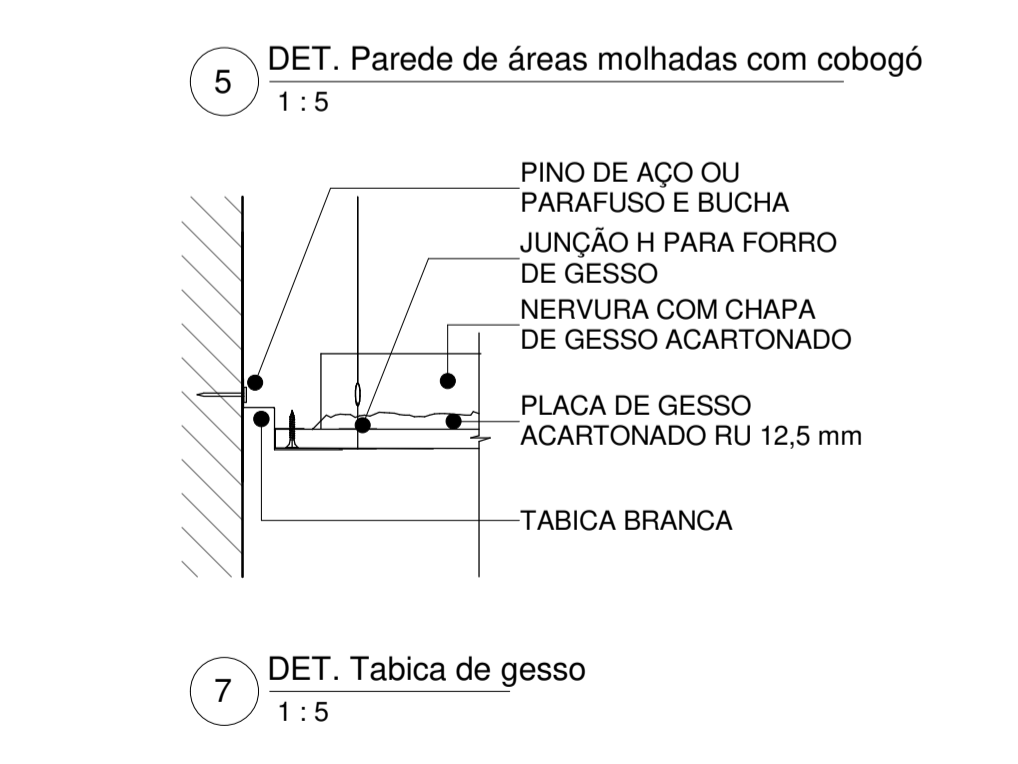 5
DET. Parede de áreas molhadas com cobogó
1 : 5
PINO DE AÇO OU
PARAFUSO E BUCHA
JUNÇÃO H PARA FORRO
DE GESSO
NERVURA COM CHAPA
DE GESSO ACARTONADO
PLACA DE GESSO
ACARTONADO RU 12,5 mm
TABICA BRANCA
7
DET. Tabica de gesso
1 : 5